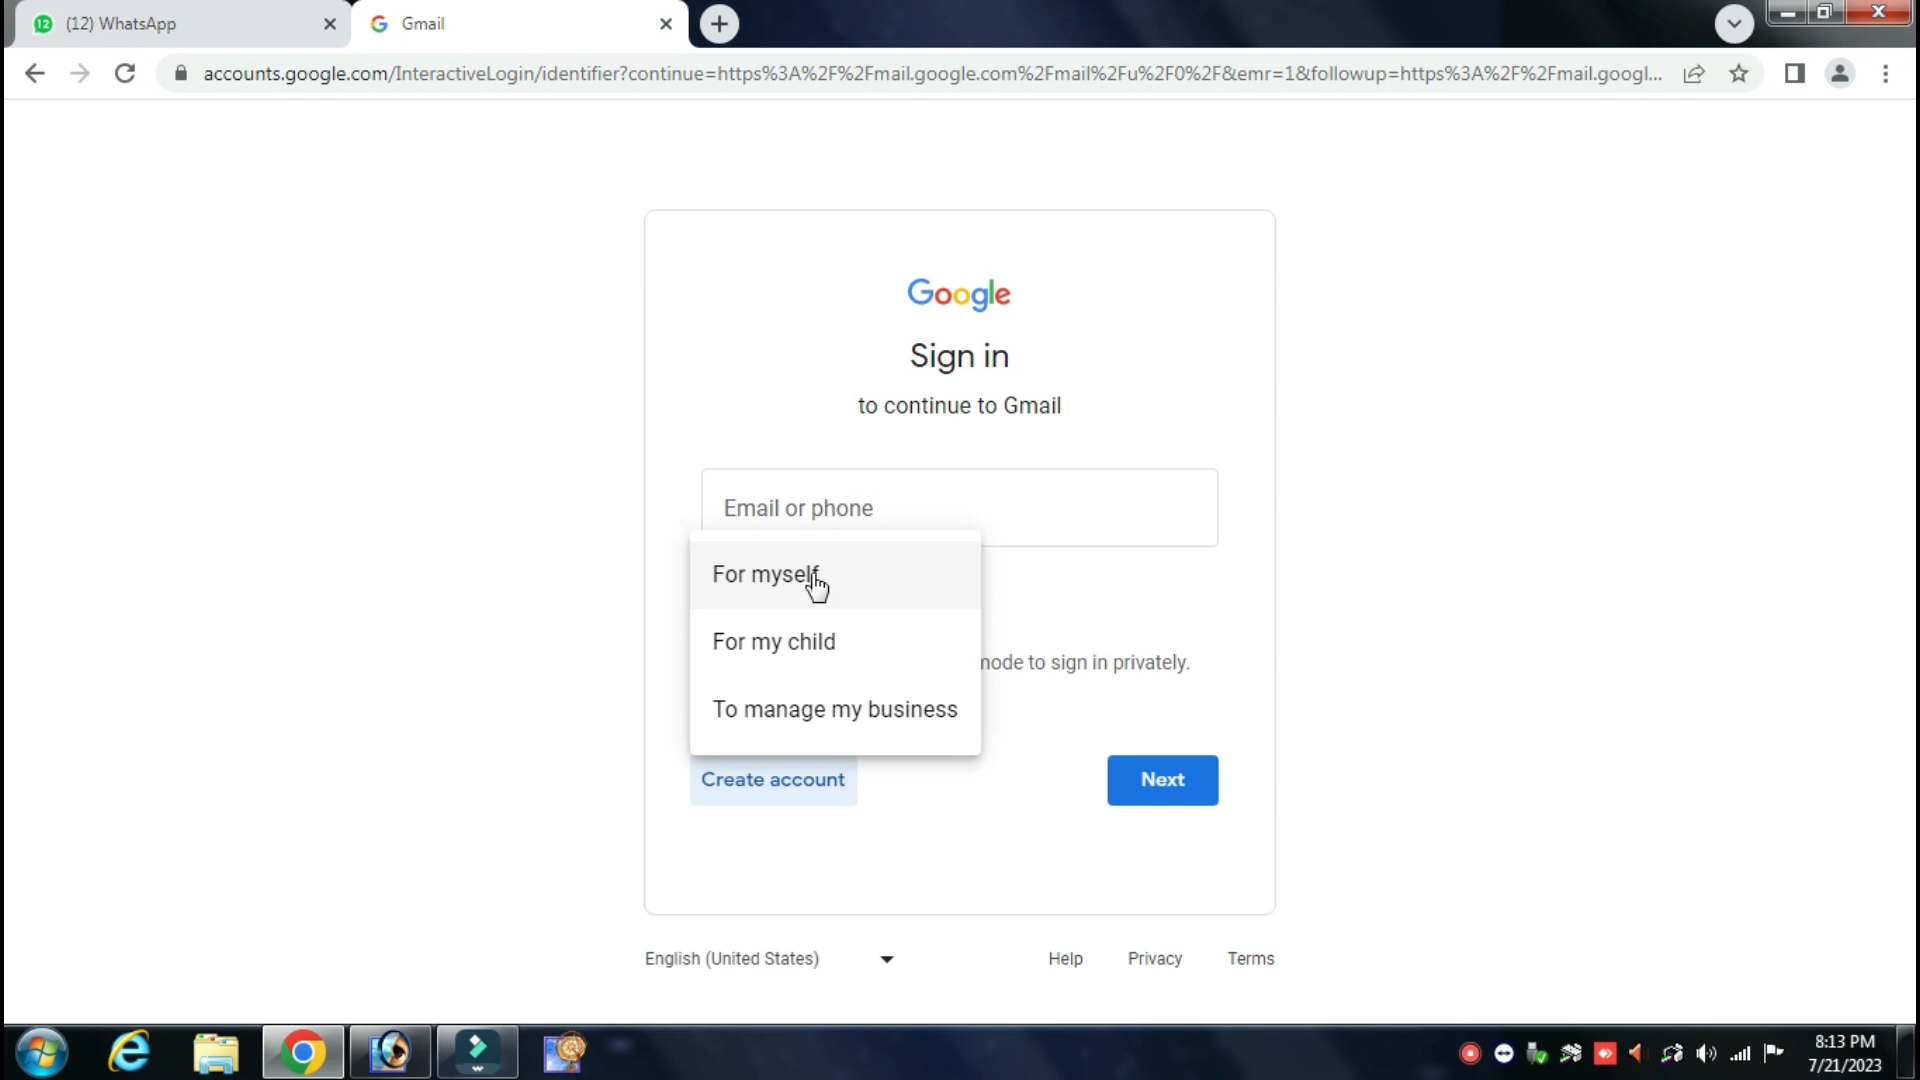 (12) WhatsApp
Gmail
accounts.google.com/InteractiveLogin/identifier?continue=https%3A%2F%2Fmail.google.com%2Fmail%2Fu%2F0%2F&emr=1&followup=https%3A%2F%2Fmail.googl...
Google
Sign in
to continue to Gmail
Email or phone
For myself
For my child
mode to sign in privately.
To manage my business
Create account
Next
English (United States)
Help
Privacy
Terms
8:13 PM
7/21/2023